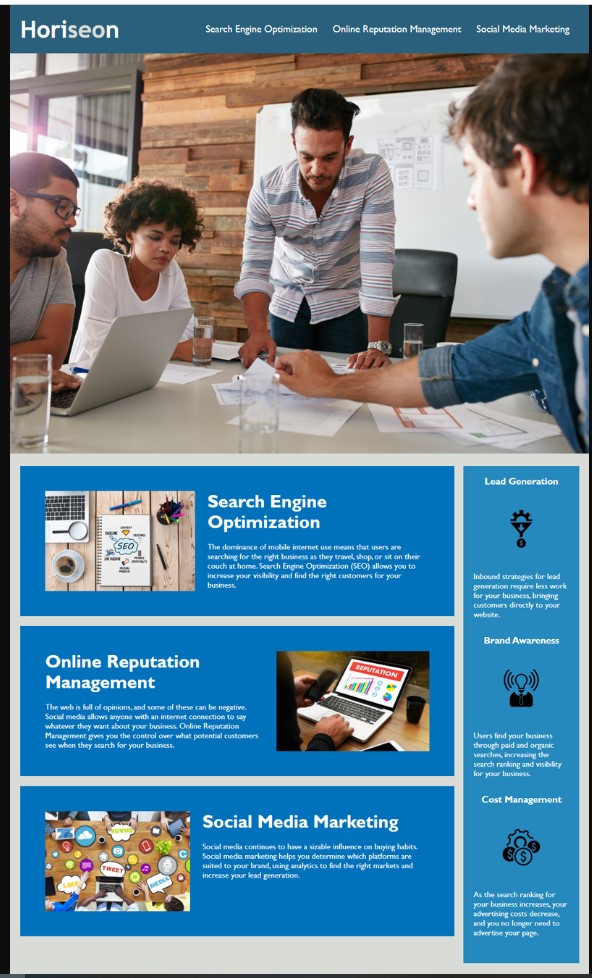 Horiseon
Search Engine Optimization Online Reputation Management Social Media Marketing
Search Engine
Optimization
The dominance of mobile internet use means that users are
searching for the right business as they travel, shop, or sit on their
couch at home. Search Engine Optimization (SEO) allows you to
increase your visibility and find the right customers for your
business.
SEO
Online Reputation
Management
The web is full of opinions, and some of these can be negative.
Social media allows anyone with an internet connection to say
whatever they want about your business. Online Reputation
Management gives you the control over what potential customers
see when they search for your business.
REPUTATION
Social Media Marketing
Social media continues to have a sizable influence on buying habits.
Social media marketing helps you determine which platforms are
suited to your brand, using analytics to find the right markets and
increase your lead generation.
TWEET
LIKE
MEDIA
Lead Generation
Inbound strategies for lead
generation require less work
for your business, bringing
customers directly to your
website.
Brand Awareness
Users find your business
through paid and organic
searches, increasing the
search ranking and visibility
for your business.
Cost Management
As the search ranking for
your business increases, your
advertising costs decrease,
and you no longer need to
advertise your page.